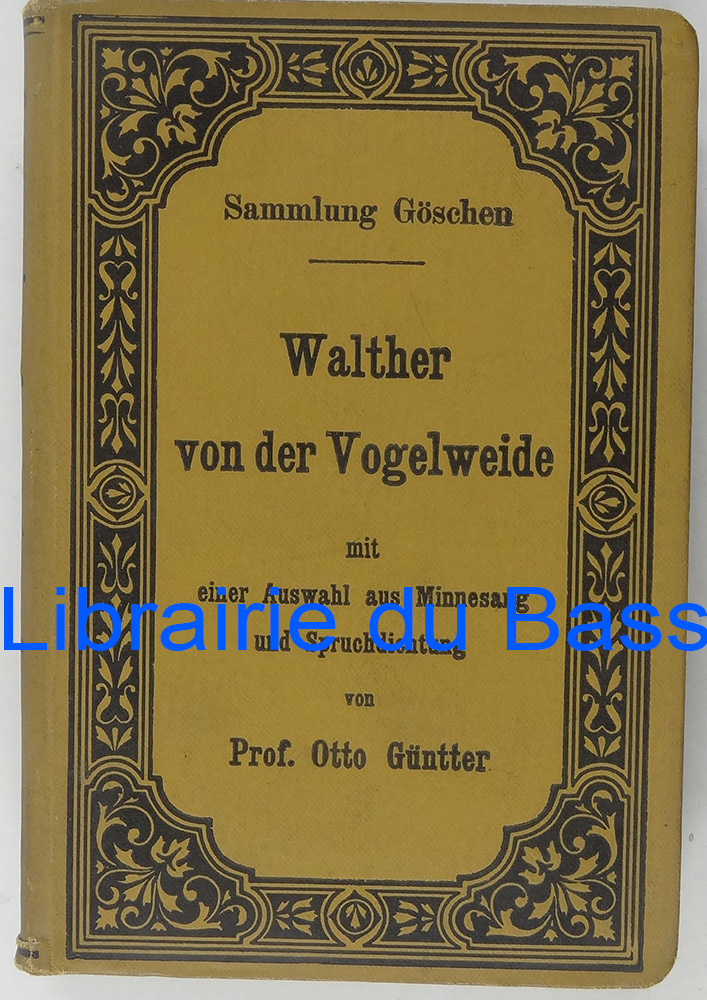 Sammlung Göschen
Walther
von der Vogelweide
mit
einer Auswahl aus Minnesang
Librairie du Bass
und Spruchdichtung
von
Prof. Otto Güntter